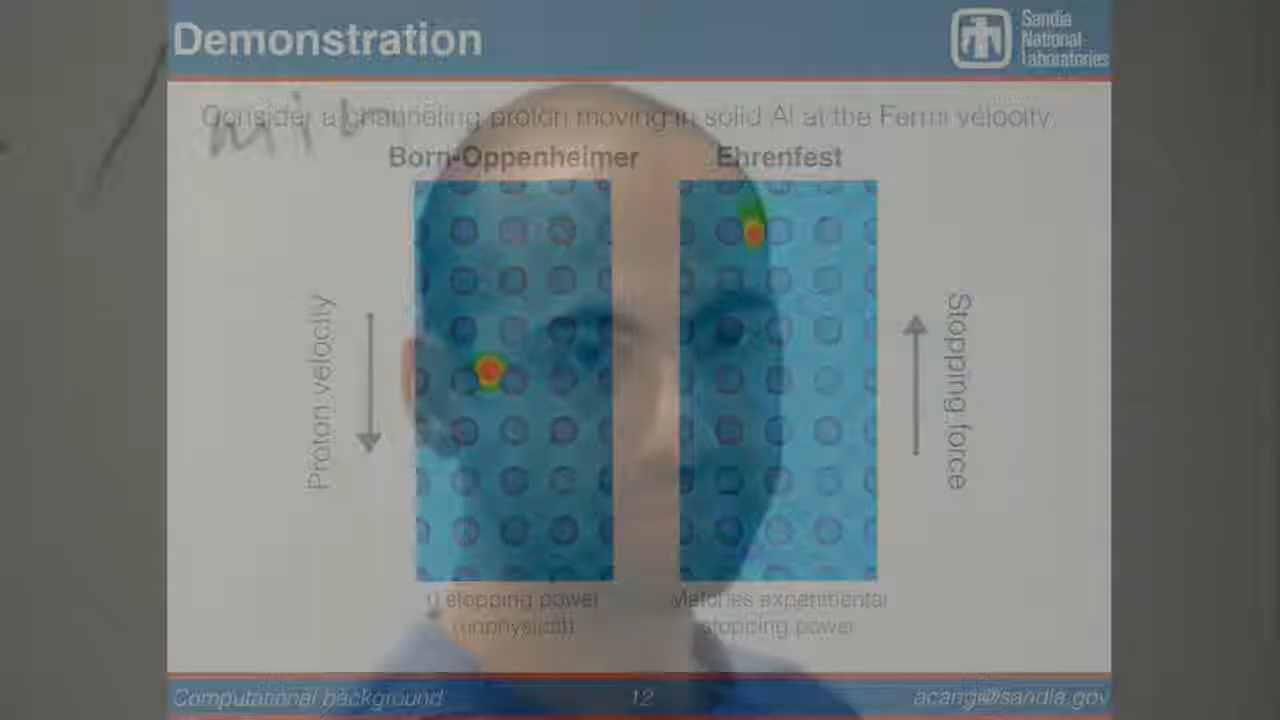 Demonstration
Sandia
National
Laboratories
Consider a channeling proton moving in solid Al at the Fermi velocity.
Born-Oppenheimer
Ehrenfest
Proton velocity
Stopping force
0 stopping power
(unphysical)
Matches experimental
stopping power
Computational background
12
acangi@sandia.gov